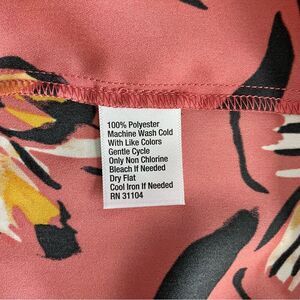 100% Polyester
Machine Wash Cold
With Like Colors
Gentle Cycle
Only Non Chlorine
Bleach If Needed
Dry Flat
Cool Iron If Needed
RN 31104